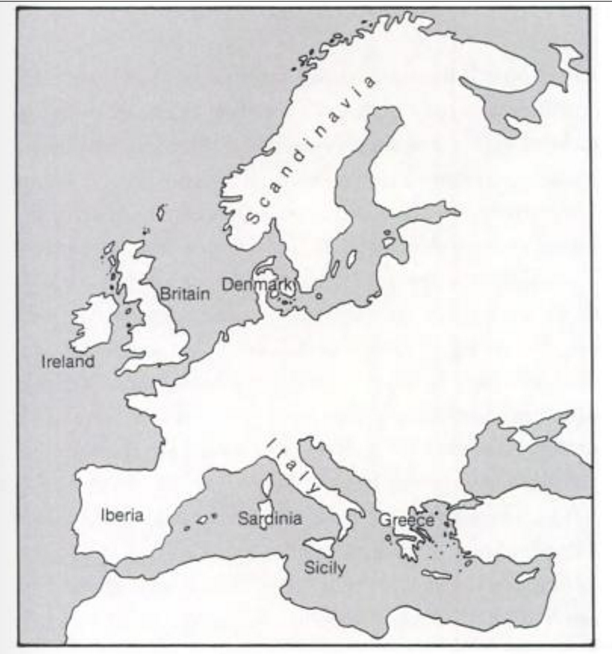 Scandinavia
Denmark
Britain
Ireland
Italy
Iberia
Sardinia
Greece
Sicily